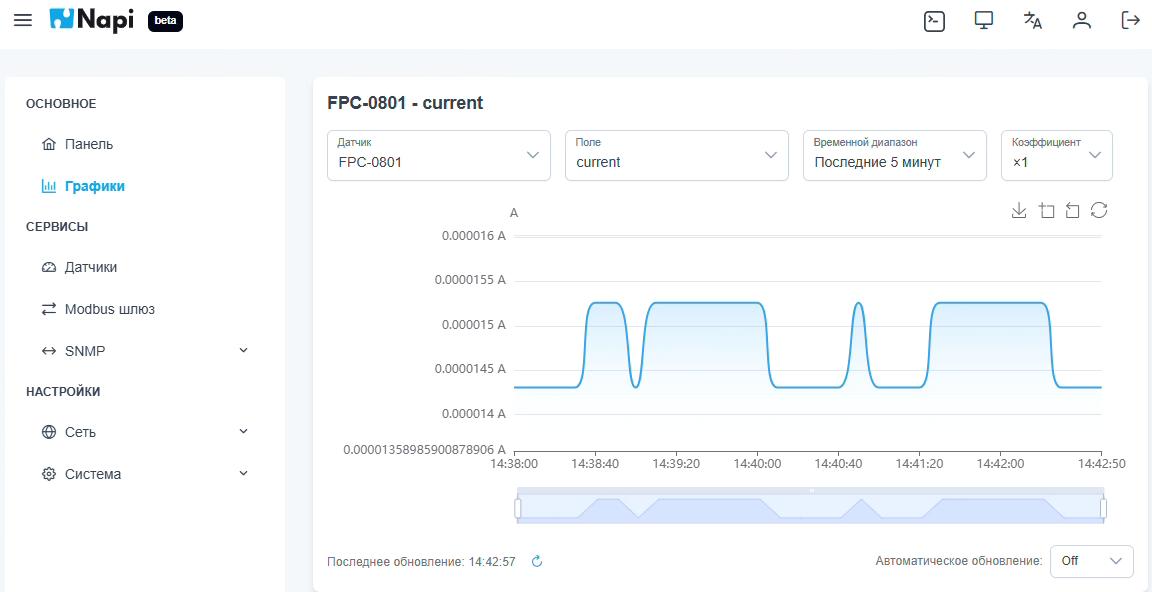 Napi beta
ОСНОВНОЕ
Панель
Графики
СЕРВИСЫ
Датчики
Modbus шлюз
SNMP
НАСТРОЙКИ
Сеть
Система
FPC-0801 - current
Датчик
FPC-0801
Поле
current
Временной диапазон
Последние 5 минут
Коэффициент
×1
A
0.000016 A
0.0000155 A
0.000015 A
0.0000145 A
0.000014 A
0.00001358985900878906 A
14:38:00 14:38:40 14:39:20 14:40:00 14:40:40 14:41:20 14:42:00 14:42:50
Последнее обновление: 14:42:57
Автоматическое обновление: Off